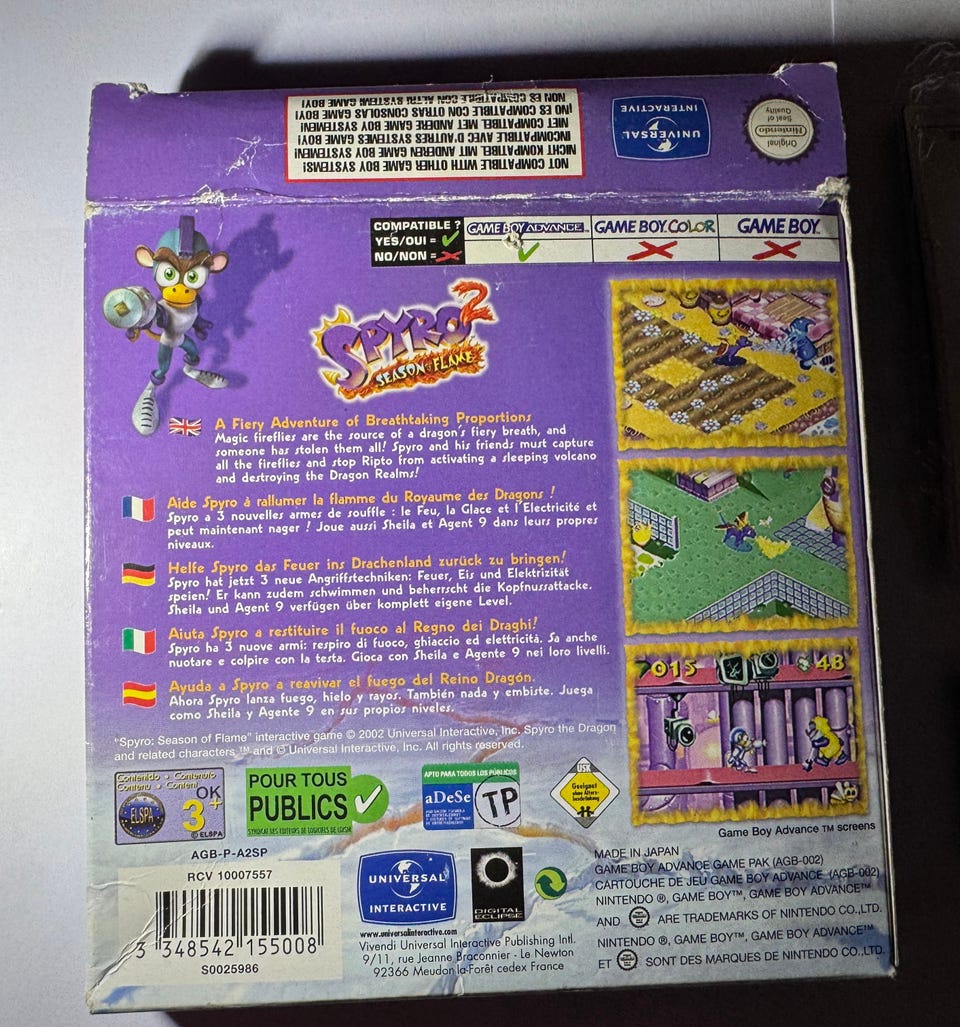 NOT COMPATIBLE WITH OTHER GAME BOY SYSTEMS!
NICHT KOMPATIBEL MIT ANDEREN GAME BOY SYSTEMEN!
INCOMPATIBLE AVEC D'AUTRES SYSTÈMES GAME BOY!
NIET COMPATIBLE MET ANDERE GAME BOY SYSTEMEN!
¡NO ES COMPATIBLE CON OTRAS CONSOLAS GAME BOY!
NON È COMPATIBILE CON ALTRI SYSTEMI GAME BOY!
UNIVERSAL
INTERACTIVE
Original
Nintendo
Seal of
Quality
COMPATIBLE ?
YES/OUI =
NO/NON =
GAME BOY ADVANCE
GAME BOY COLOR
GAME BOY
SPYRO 2
SEASON OF FLAME
A Fiery Adventure of Breathtaking Proportions
Magic fireflies are the source of a dragon's fiery breath, and
someone has stolen them all! Spyro and his friends must capture
all the fireflies and stop Ripto from activating a sleeping volcano
and destroying the Dragon Realms!
Aide Spyro à rallumer la flamme du Royaume des Dragons !
Spyro a 3 nouvelles armes de souffle : le Feu, la Glace et l'Electricité et
peut maintenant nager ! Joue aussi Sheila et Agent 9 dans leurs propres
niveaux.
Helfe Spyro das Feuer ins Drachenland zurück zu bringen!
Spyro hat jetzt 3 neue Angriffstechniken: Feuer, Eis und Elektrizität
speien! Er kann zudem schwimmen und beherrscht die Kopfnussattacke.
Sheila und Agent 9 verfügen über komplett eigene Level.
Aiuta Spyro a restituire il fuoco al Regno dei Draghi!
Spyro ha 3 nuove armi: respiro di fuoco, ghiaccio ed elettricità. Sa anche
nuotare e colpire con la testa. Gioca con Sheila e Agente 9 nei loro livelli.
Ayuda a Spyro a reavivar el fuego del Reino Dragón.
Ahora Spyro lanza fuego, hielo y rayos. También nada y embiste. Juega
como Sheila y Agente 9 en sus propios niveles.
015
48
"Spyro: Season of Flame" interactive game © 2002 Universal Interactive, Inc. Spyro the Dragon
and related characters ™ and © Universal Interactive, Inc. All rights reserved.
Contenido • Contenuto
Contenu • Content
ELSPA
OK
3+
© ELSPA
POUR TOUS
PUBLICS
SYNDICAT DES EDITEURS DE LOGICIELS DE LOISIRS
APTO PARA TODOS LOS PÚBLICOS
aDeSe
TP
USK
Geeignet
ohne Alters-
beschränkung
Game Boy Advance ™ screens
AGB-P-A2SP
RCV 10007557
3 348542 155008
S0025986
UNIVERSAL
INTERACTIVE
www.universalinteractive.com
DIGITAL
ECLIPSE
Vivendi Universal Interactive Publishing Intl.
9/11, rue Jeanne Braconnier - Le Newton
92366 Meudon-la-Forêt cedex France
MADE IN JAPAN
GAME BOY ADVANCE GAME PAK (AGB-002)
CARTOUCHE DE JEU GAME BOY ADVANCE (AGB-002)
NINTENDO ®, GAME BOY™, GAME BOY ADVANCE™
AND ARE TRADEMARKS OF NINTENDO CO.,LTD.
NINTENDO ®, GAME BOY™, GAME BOY ADVANCE™
ET SONT DES MARQUES DE NINTENDO CO.,LTD.